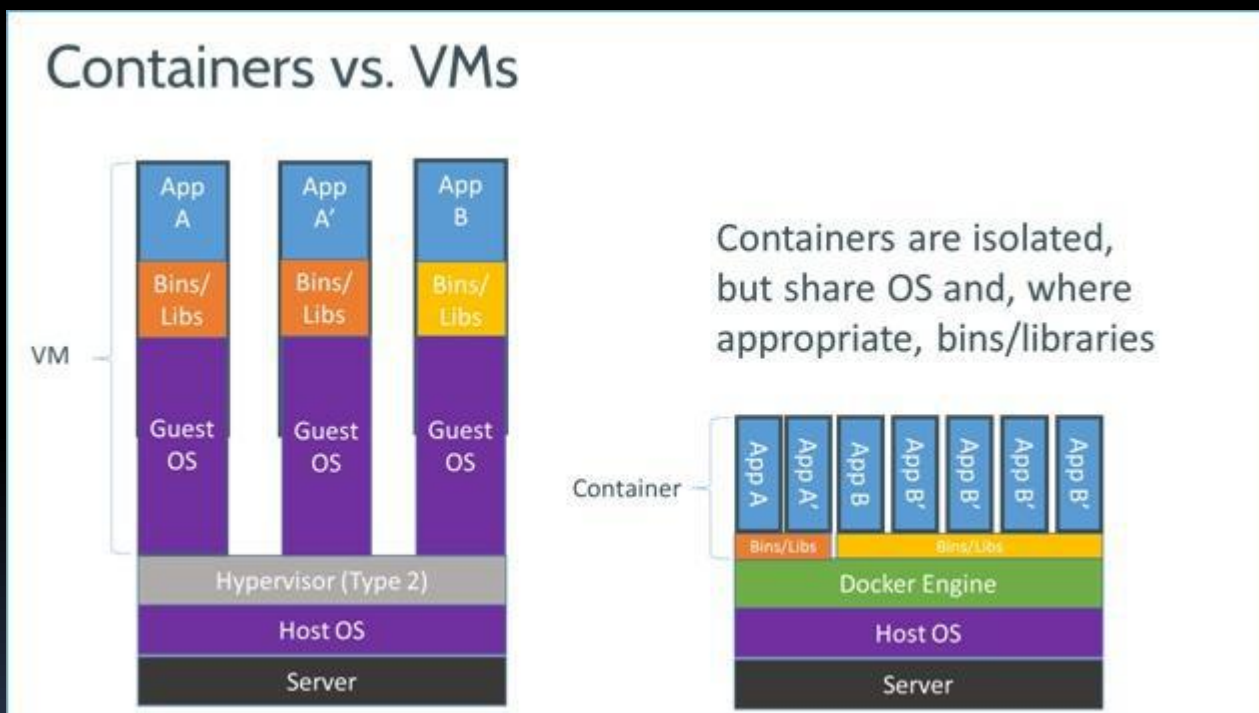 Containers vs. VMs
App
A
App
A’
App
B
Bins/
Libs
Bins/
Libs
Bins/
Libs
VM
Guest
OS
Guest
OS
Guest
OS
Hypervisor (Type 2)
Host OS
Server
Containers are isolated,
but share OS and, where
appropriate, bins/libraries
Container
App A
App A’
App B
App B’
App B’
App B’
App B’
Bins/Libs
Bins/Libs
Docker Engine
Host OS
Server